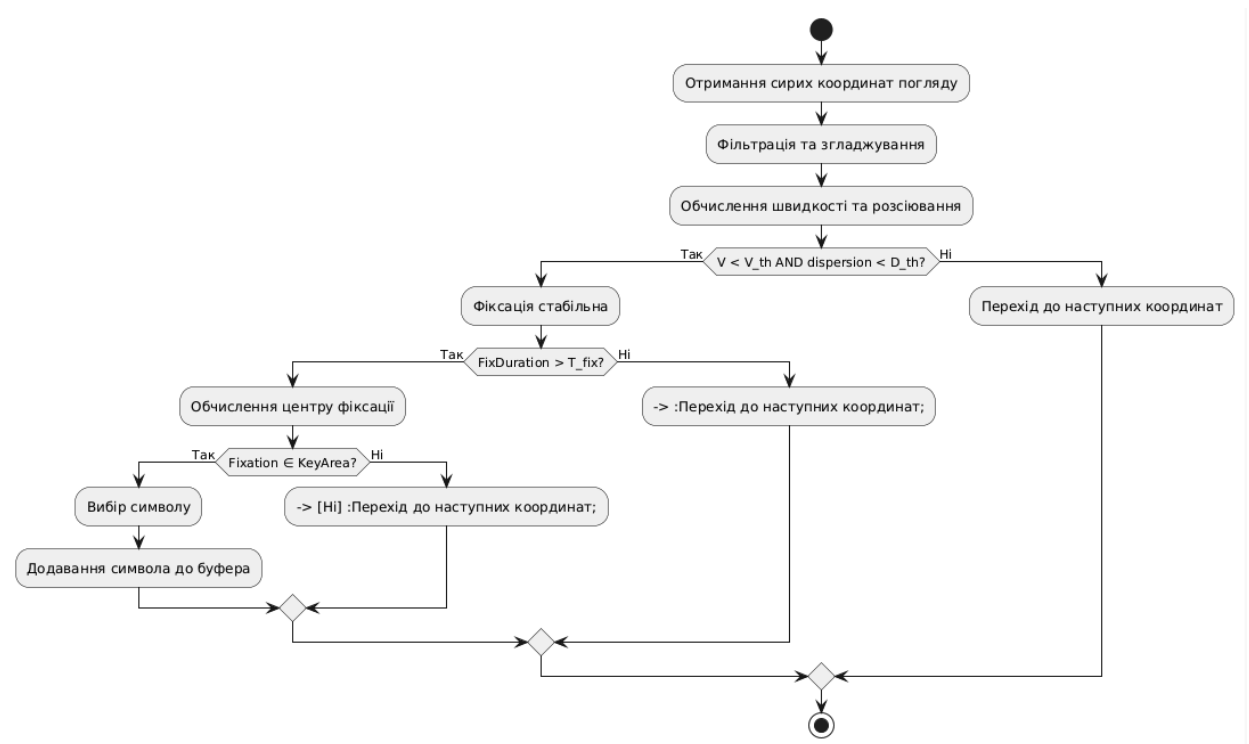 Отримання сирих координат погляду
Фільтрація та згладжування
Обчислення швидкості та розсіювання
Так
V < V_th AND dispersion < D_th?
Ні
Фіксація стабільна
Перехід до наступних координат
Так
FixDuration > T_fix?
Ні
Обчислення центру фіксації
-> :Перехід до наступних координат;
Так
Fixation ∈ KeyArea?
Ні
Вибір символу
-> [Ні] :Перехід до наступних координат;
Додавання символа до буфера